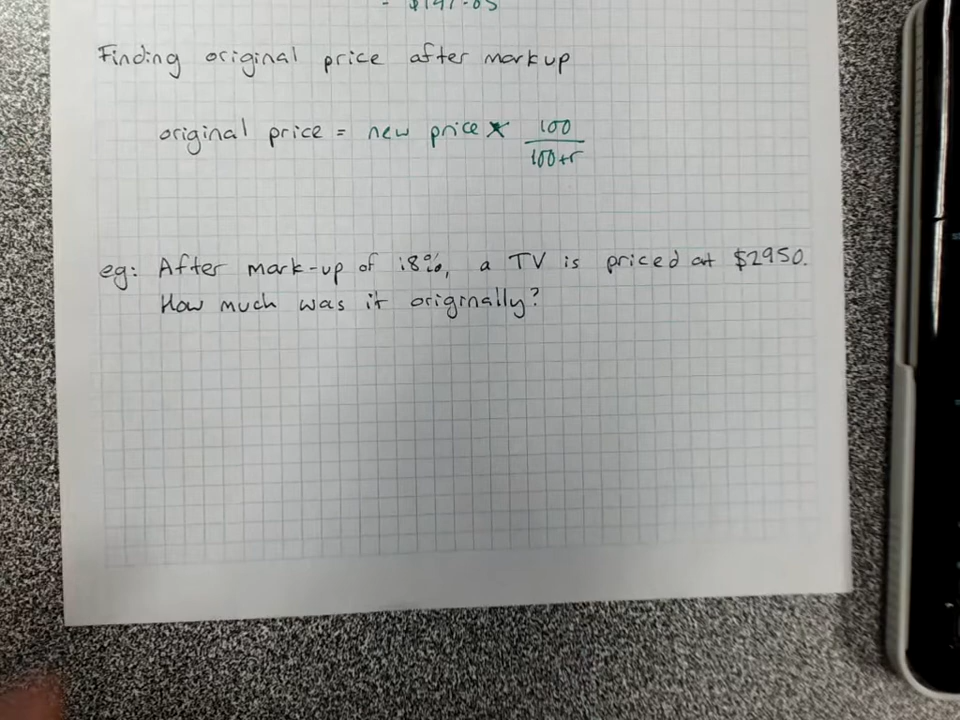 Finding original price after markup
original price = new price × 100/100+r
eg: After mark-up of 18%, a TV is priced at $2950.
How much was it originally?